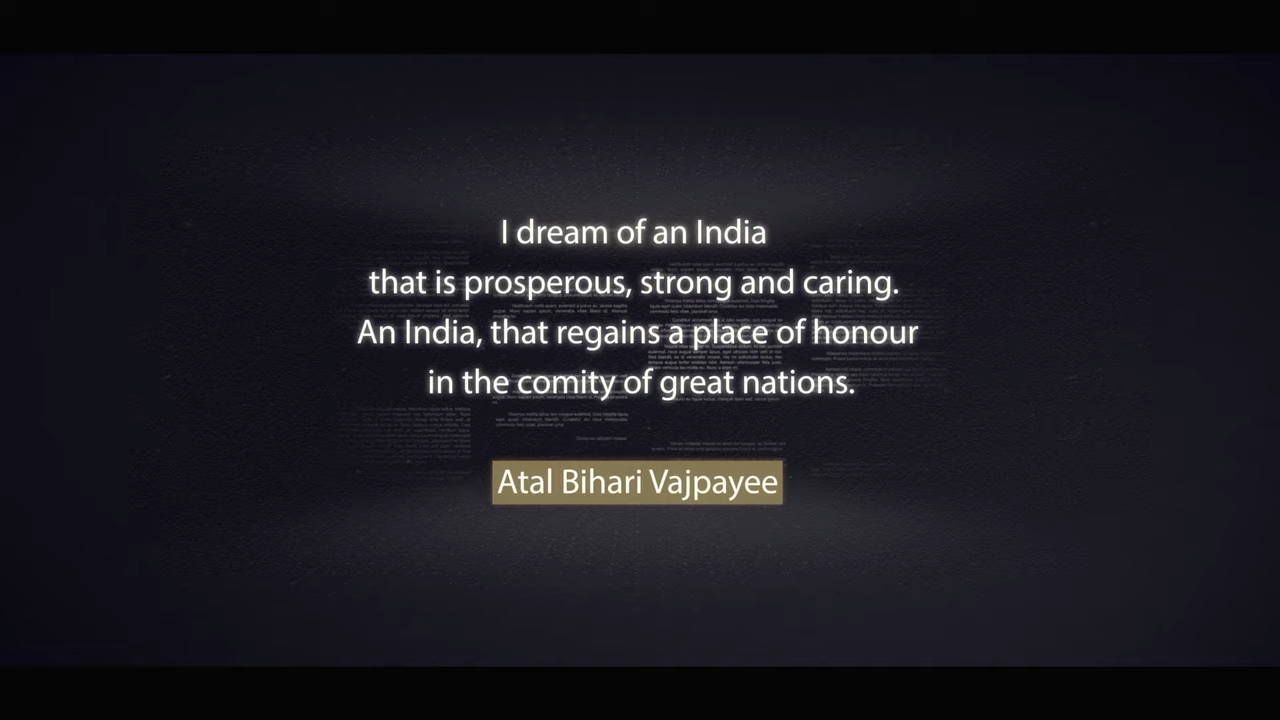 I dream of an India
that is prosperous, strong and caring.
An India, that regains a place of honour
in the comity of great nations.
Atal Bihari Vajpayee